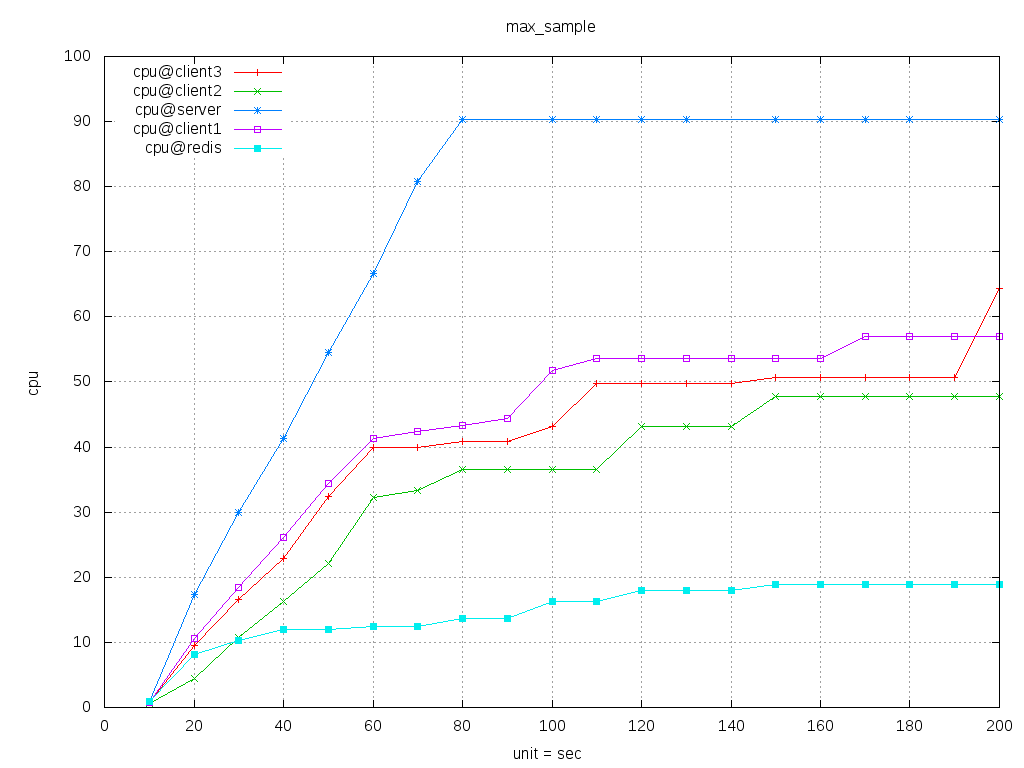 max_sample
100
90
80
70
60
50
40
30
20
10
0
cpu
cpu@client3
cpu@client2
cpu@server
cpu@client1
cpu@redis
0 20 40 60 80 100 120 140 160 180 200
unit = sec